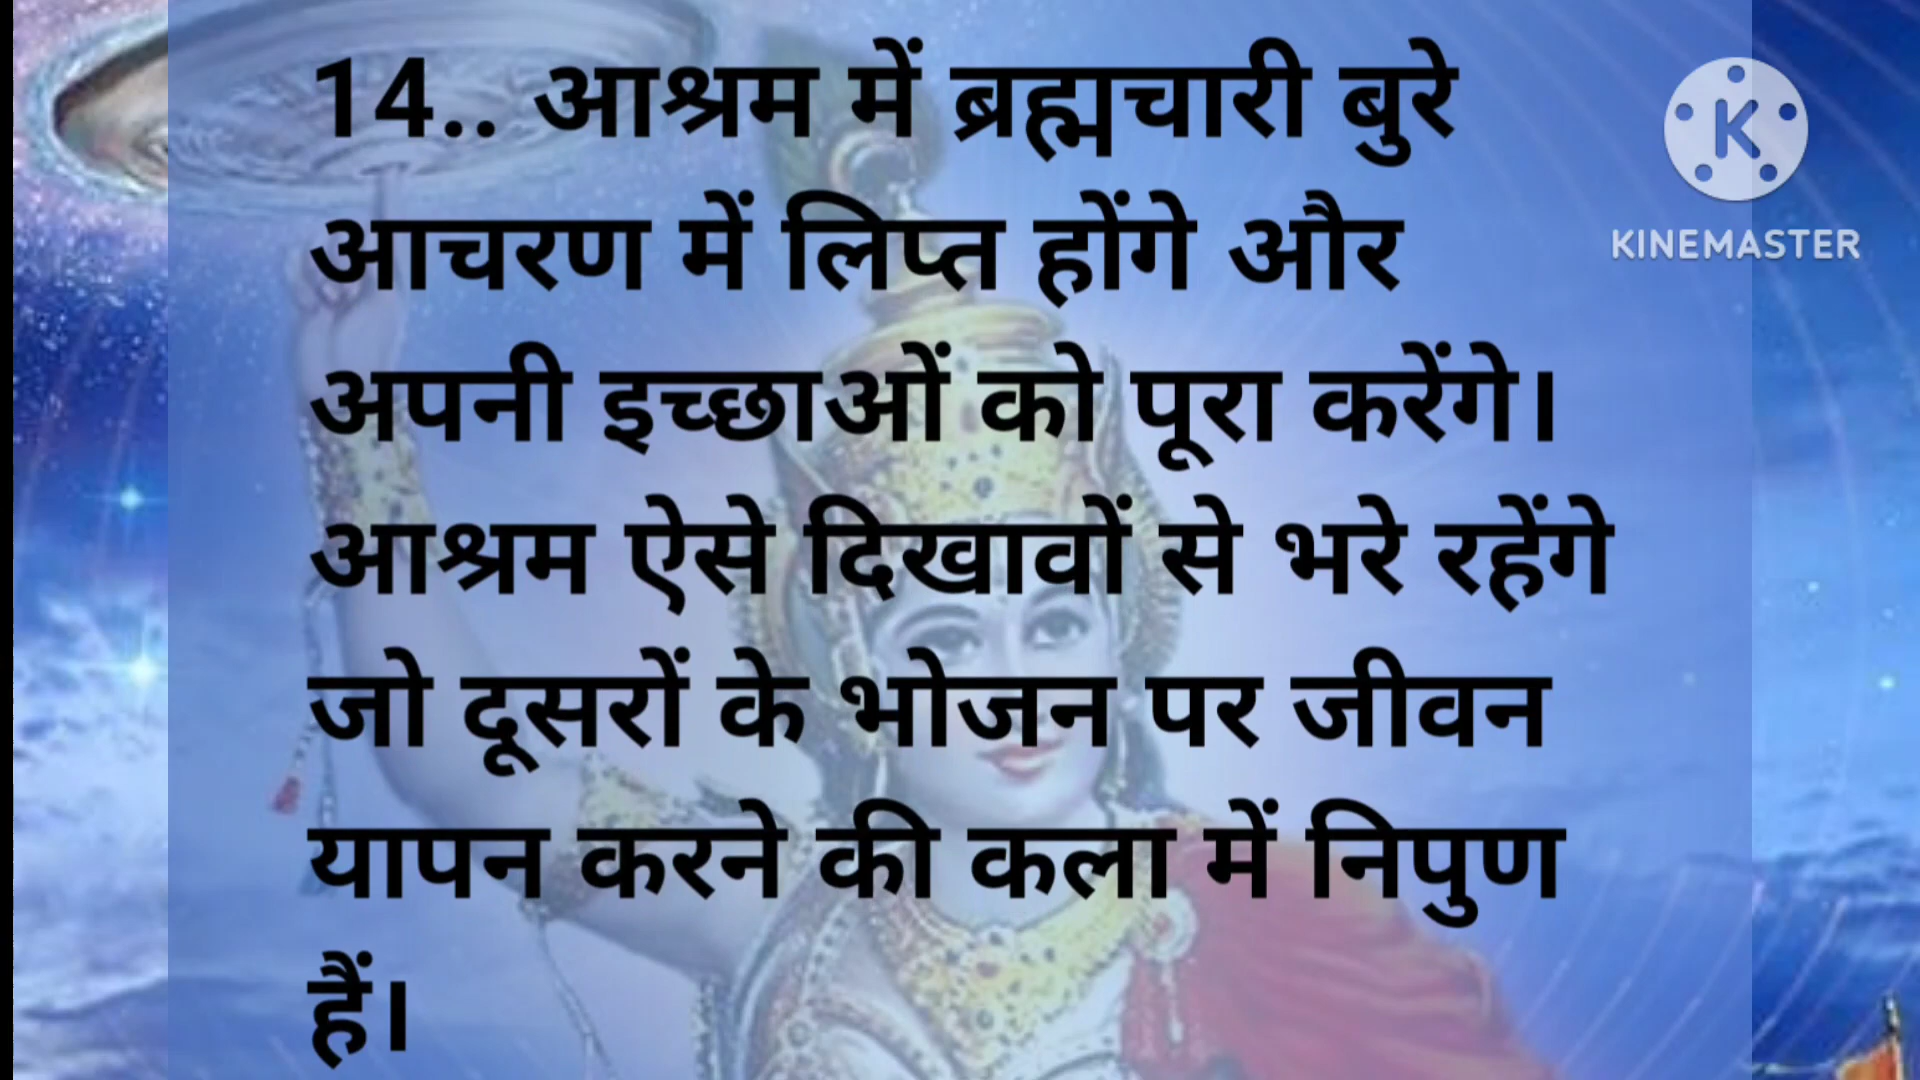 14.. आश्रम में ब्रह्मचारी बुरे
आचरण में लिप्त होंगे और
अपनी इच्छाओं को पूरा करेंगे।
आश्रम ऐसे दिखावों से भरे रहेंगे
जो दूसरों के भोजन पर जीवन
यापन करने की कला में निपुण
हैं।
K
KINEMASTER